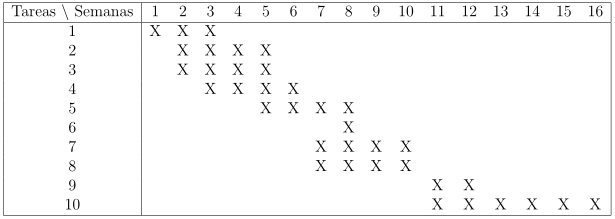 Tareas \ Semanas 1 2 3 4 5 6 7 8 9 10 11 12 13 14 15 16
1 X X X
2 X X X X
3 X X X X
4 X X X X
5 X X X X
6 X
7 X X X X
8 X X X X
9 X X
10 X X X X X X